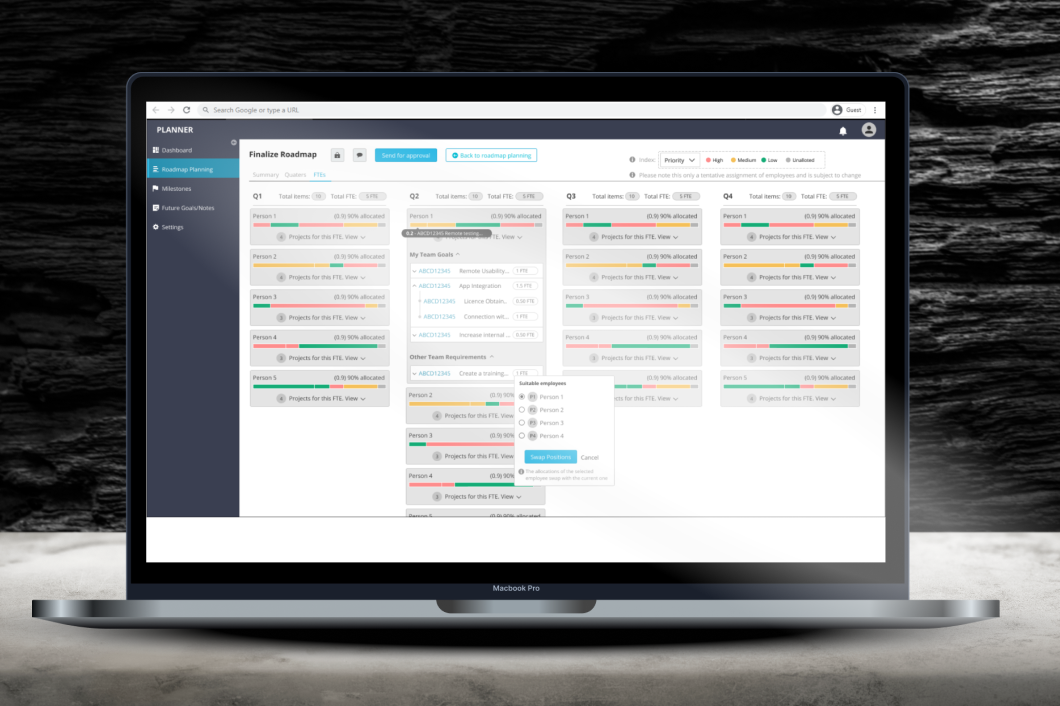 Search Google or type a URL
Guest
PLANNER
Dashboard
Roadmap Planning
Milestones
Future Goals/Notes
Settings
Finalize Roadmap
Send for approval
Back to roadmap planning
Summary Quaters FTEs
Index: Priority High Medium Low Unallotted
Please note this only a tentative assignment of employees and is subject to change
Q1 Total items: 10 Total FTE: 5 FTE
Person 1 (0.9) 90% allocated
4 Projects for this FTE. View
Person 2 (0.9) 90% allocated
4 Projects for this FTE. View
Person 3 (0.9) 90% allocated
3 Projects for this FTE. View
Person 4 (0.9) 90% allocated
3 Projects for this FTE. View
Person 5 (0.9) 90% allocated
4 Projects for this FTE. View
Q2 Total items: 10 Total FTE: 5 FTE
Person 1 (0.9) 90% allocated
0.2 - ABCD12345 Remote testing...
Projects for this FTE. View
My Team Goals
ABCD12345 Remote Usability... 1 FTE
ABCD12345 App Integration 1.5 FTE
ABCD12345 Licence Obtain.. 0.50 FTE
ABCD12345 Connection wit... 1 FTE
ABCD12345 Increase internal ... 0.50 FTE
Other Team Requirements
ABCD12345 Create a training... 1 FTE
Person 2 (0.9) 90%
4 Projects for this FTE. View
Person 3 (0.9) 90%
3 Projects for this FTE. View
Person 4 (0.9) 90%
3 Projects for this FTE. View
Person 5 (0.9) 90% allocated
Suitable employees
P1 Person 1
P2 Person 2
P3 Person 3
P4 Person 4
Swap Positions Cancel
The allocations of the selected
employee swap with the current one
Q3 Total items: 10 Total FTE: 5 FTE
Person 1 (0.9) 90% allocated
4 Projects for this FTE. View
Person 2 (0.9) 90% allocated
4 Projects for this FTE. View
Person 3 (0.9) 90% allocated
3 Projects for this FTE. View
Person 4 (0.9) 90% allocated
3 Projects for this FTE. View
(0.9) 90% allocated
cts for this FTE. View
Q4 Total items: 10 Total FTE: 5 FTE
Person 1 (0.9) 90% allocated
4 Projects for this FTE. View
Person 2 (0.9) 90% allocated
4 Projects for this FTE. View
Person 3 (0.9) 90% allocated
3 Projects for this FTE. View
Person 4 (0.9) 90% allocated
3 Projects for this FTE. View
Person 5 (0.9) 90% allocated
4 Projects for this FTE. View
Macbook Pro